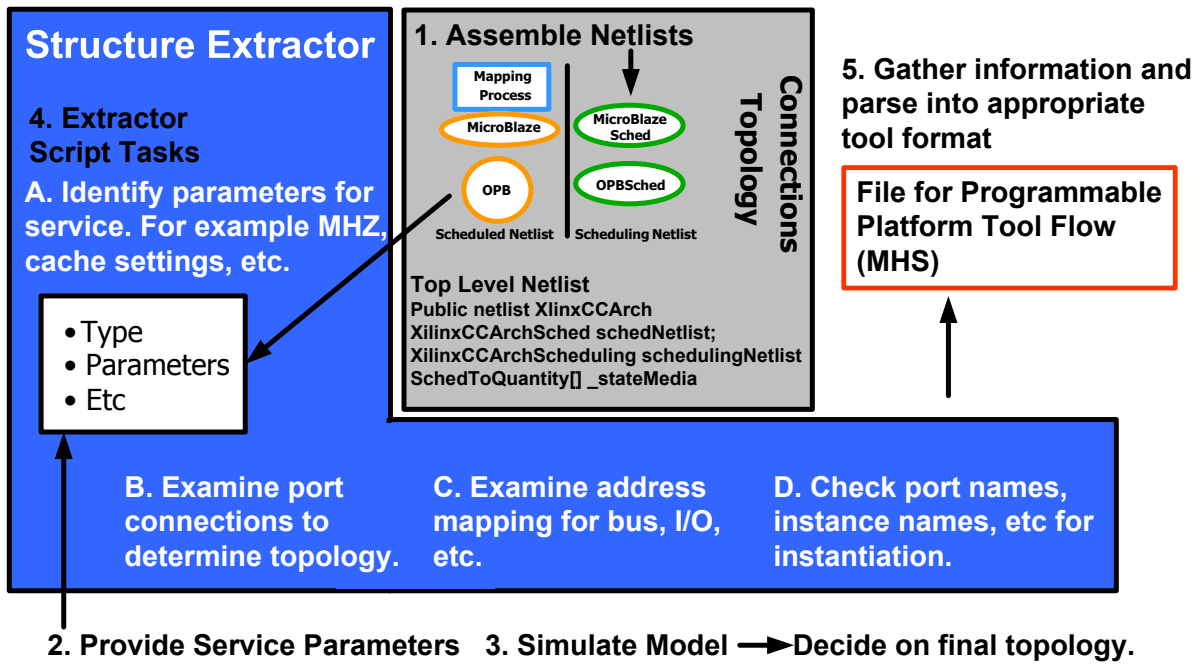 Structure Extractor
4. Extractor
Script Tasks
A. Identify parameters for
service. For example MHZ,
cache settings, etc.
• Type
• Parameters
• Etc
1. Assemble Netlists
Mapping
Process
MicroBlaze
OPB
Scheduled Netlist
MicroBlaze
Sched
OPBSched
Scheduling Netlist
Connections
Topology
Top Level Netlist
Public netlist XlinxCCArch
XilinxCCArchSched schedNetlist;
XilinxCCArchScheduling schedulingNetlist
SchedToQuantity[] _stateMedia
5. Gather information and
parse into appropriate
tool format
File for Programmable
Platform Tool Flow
(MHS)
B. Examine port
connections to
determine topology.
C. Examine address
mapping for bus, I/O,
etc.
D. Check port names,
instance names, etc for
instantiation.
2. Provide Service Parameters
3. Simulate Model
Decide on final topology.